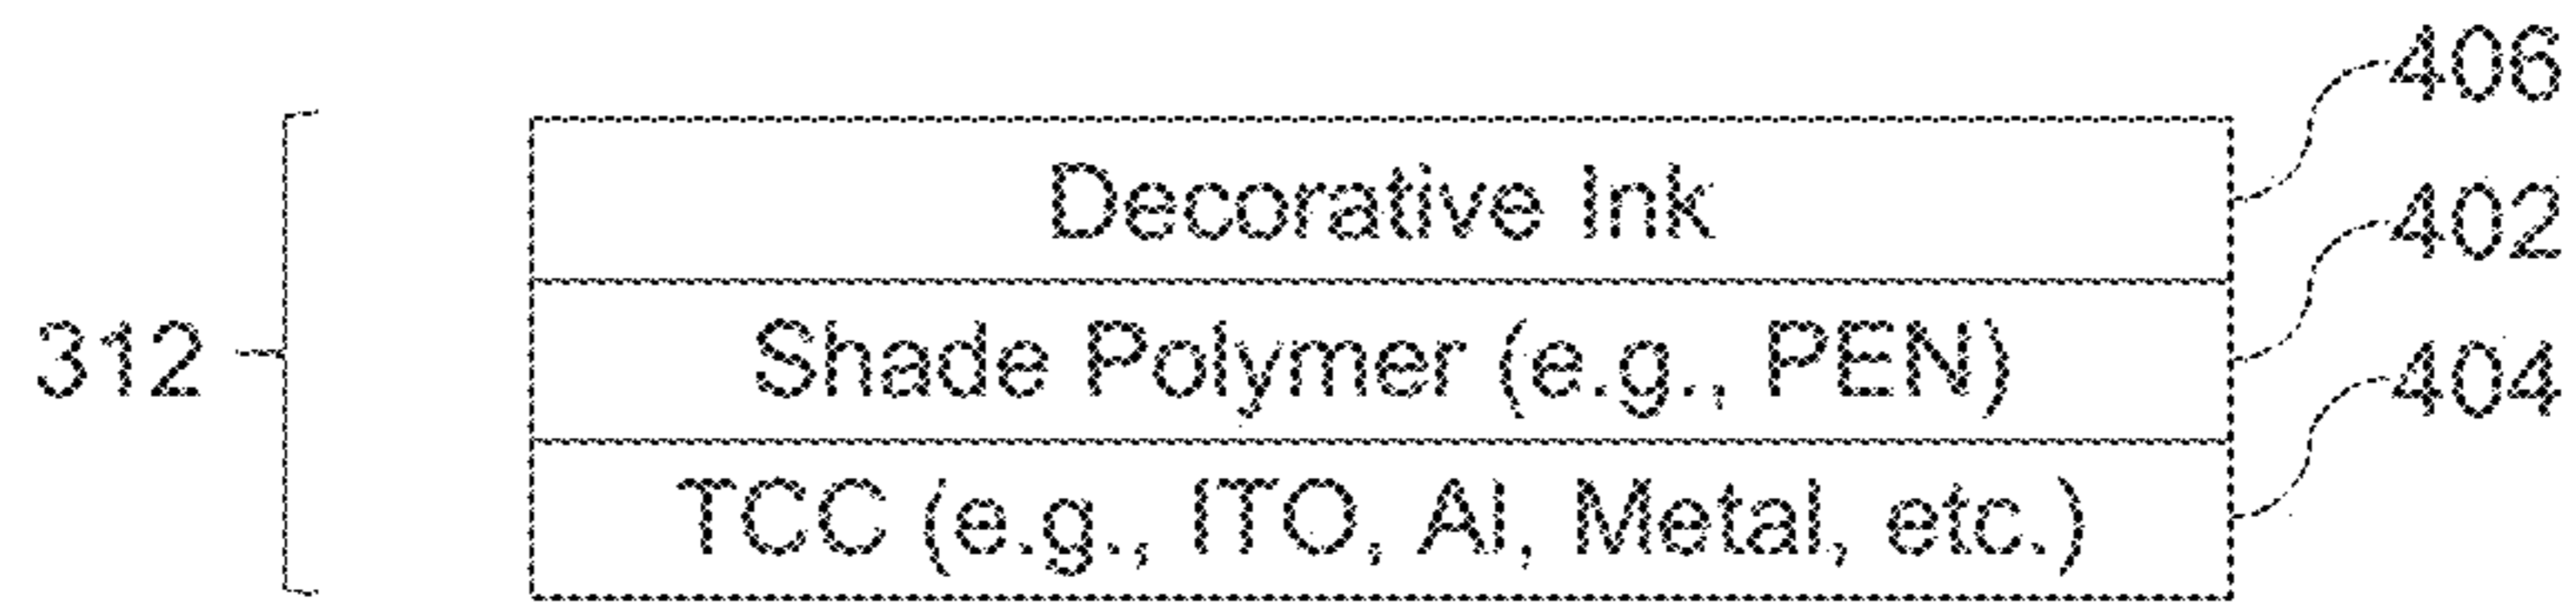 406
Decorative Ink
402
Shade Polymer (e.g., PEN)
312
404
TCC (e.g., ITO, Al, Metal, etc.)